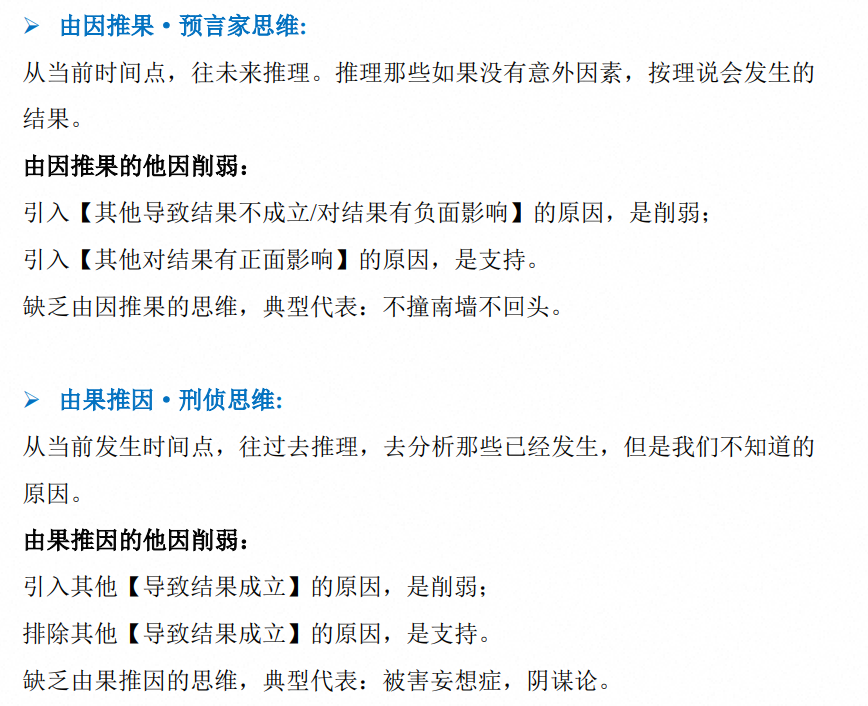 ➢ 由因推果·预言家思维:
从当前时间点，往未来推理。推理那些如果没有意外因素，按理说会发生的
结果。
由因推果的他因削弱：
引入【其他导致结果不成立/对结果有负面影响】的原因，是削弱；
引入【其他对结果有正面影响】的原因，是支持。
缺乏由因推果的思维，典型代表：不撞南墙不回头。
➢ 由果推因·刑侦思维:
从当前发生时间点，往过去推理，去分析那些已经发生，但是我们不知道的
原因。
由果推因的他因削弱：
引入其他【导致结果成立】的原因，是削弱；
排除其他【导致结果成立】的原因，是支持。
缺乏由果推因的思维，典型代表：被害妄想症，阴谋论。